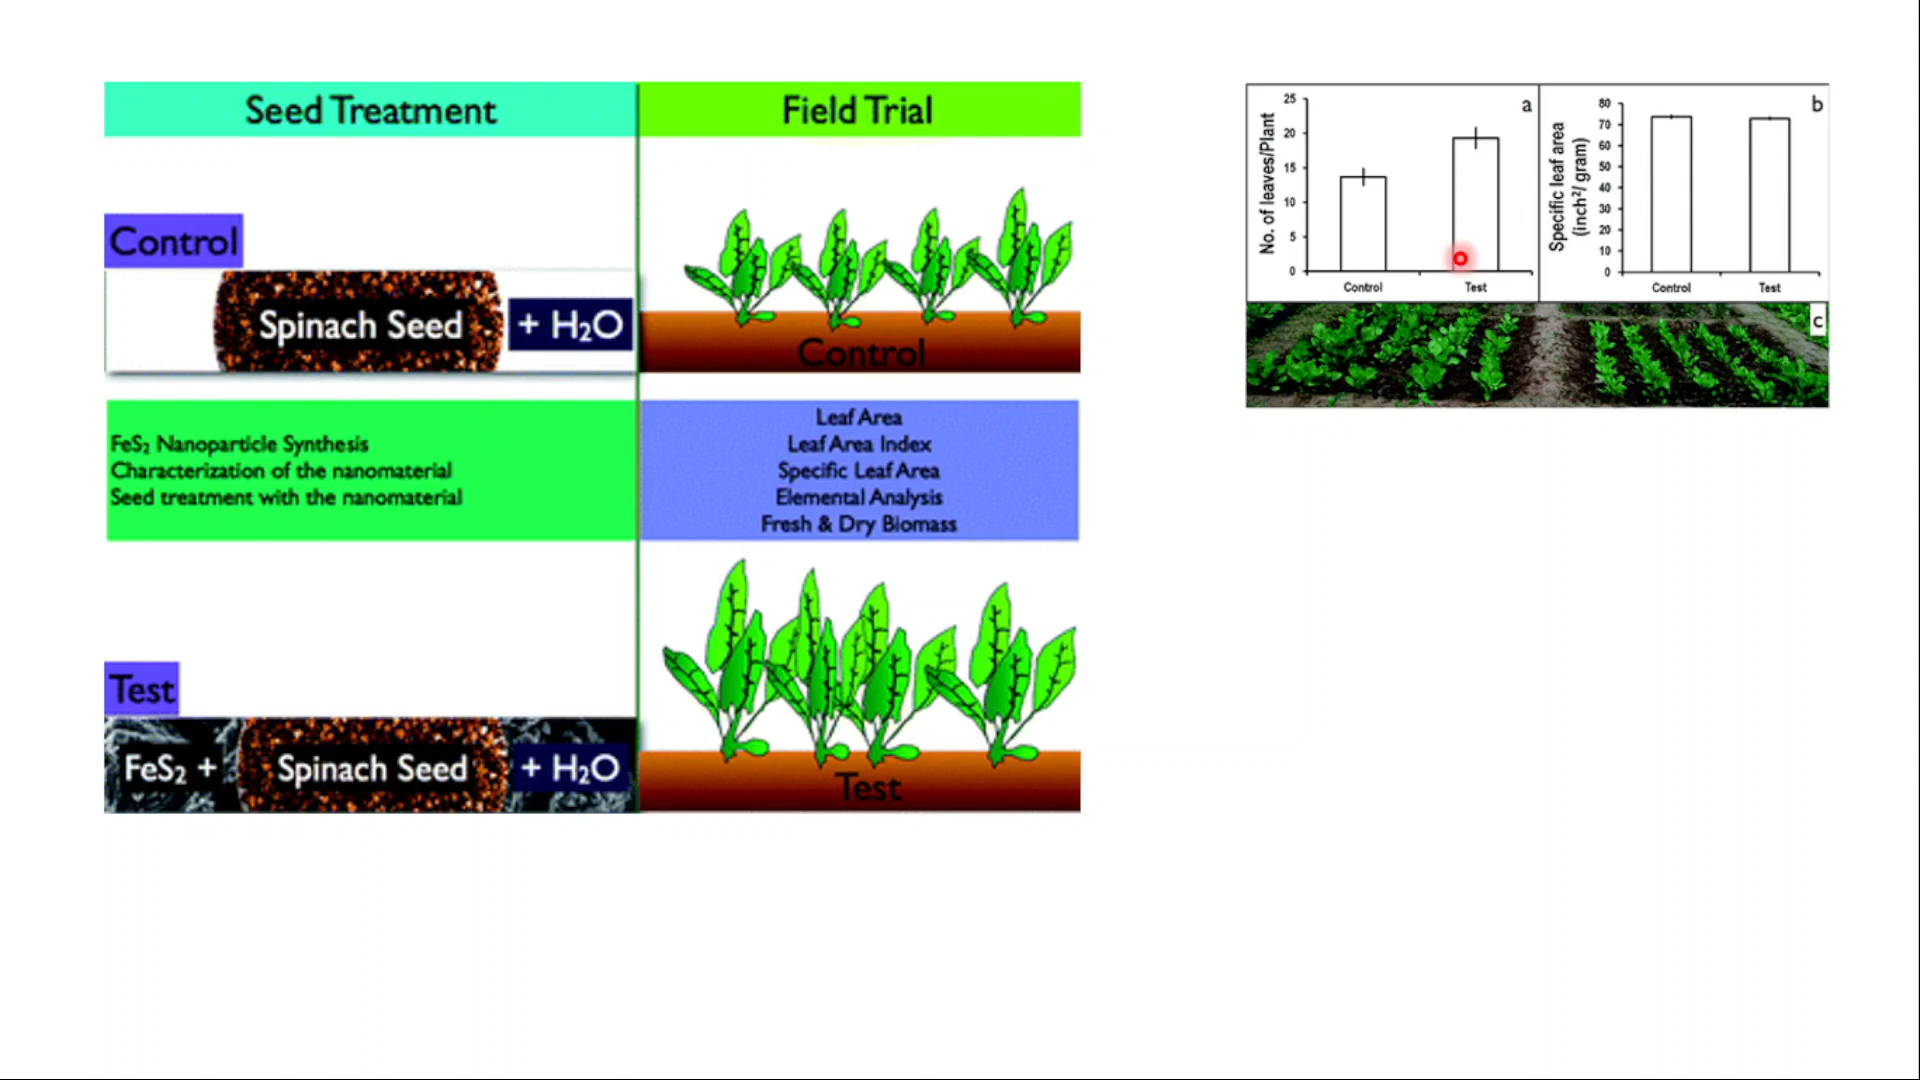 Seed Treatment
Field Trial
Control
Spinach Seed
+ H₂O
Control
FeS₂ Nanoparticle Synthesis
Characterization of the nanomaterial
Seed treatment with the nanomaterial
Leaf Area
Leaf Area Index
Specific Leaf Area
Elemental Analysis
Fresh & Dry Biomass
Test
FeS₂ +
Spinach Seed
+ H₂O
Test
a
No. of leaves/Plant
25
20
15
10
5
0
Control
Test
b
Specific leaf area
(inch²/ gram)
80
70
60
50
40
30
20
10
0
Control
Test
c